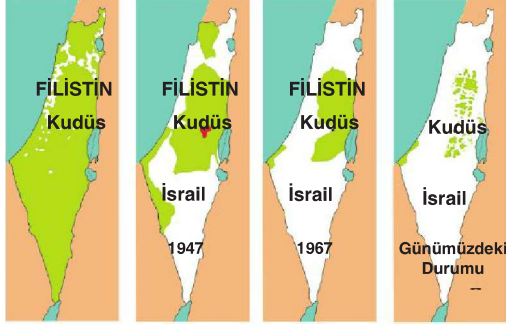 FİLİSTİN
Kudüs
FİLİSTİN
Kudüs
İsrail
1947
FİLİSTİN
Kudüs
İsrail
1967
Kudüs
İsrail
Günümüzdeki
Durumu
--